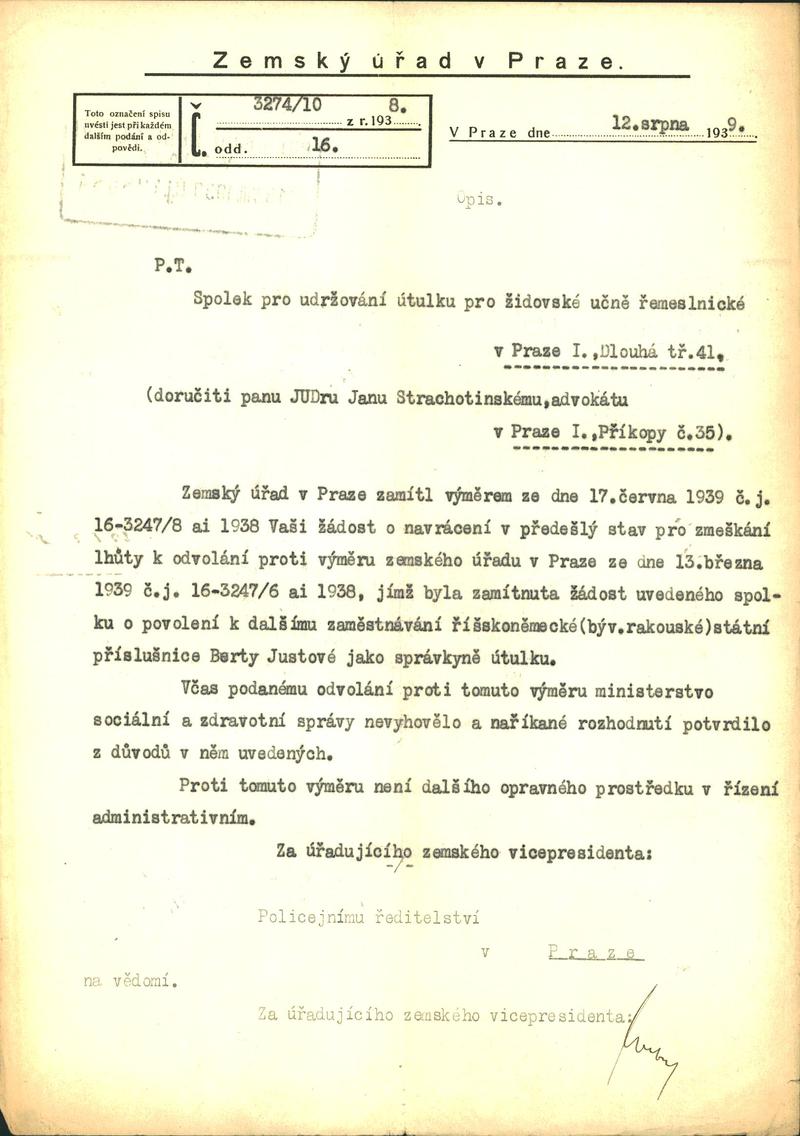 Zemský úřad v Praze.
Toto označení spisu
uvésti jest při každém
dalším podání a od-
povědi.
Č. 3274/10 z r. 193 8.
odd. 16.
V Praze dne 12.srpna 1939.
Opis.
P.T.
Spolek pro udržování útulku pro židovské učně řemeslnické
v Praze I.,Dlouhá tř.41,
(doručiti panu JUDru Janu Strachotinskému,advokátu
v Praze I.,Příkopy č.35).
Zemský úřad v Praze zamítl výměrem ze dne 17.června 1939 č.j.
16-3247/8 ai 1938 Vaši žádost o navrácení v předešlý stav pro zmeškání
lhůty k odvolání proti výměru zemského úřadu v Praze ze dne 13.března
1939 č.j. 16-3247/6 ai 1938, jímž byla zamítnuta žádost uvedeného spol-
ku o povolení k dalšímu zaměstnávání říšskoněmecké(býv.rakouské)státní
příslušnice Berty Justové jako správkyně útulku.
Včas podanému odvolání proti tomuto výměru ministerstvo
sociální a zdravotní správy nevyhovělo a naříkané rozhodnutí potvrdilo
z důvodů v něm uvedených.
Proti tomuto výměru není dalšího opravného prostředku v řízení
administrativním.
Za úřadujícího zemského vicepresidenta:
-/-
Policejnímu ředitelství
v Praze
na vědomí.
Za úřadujícího zemského vicepresidenta: